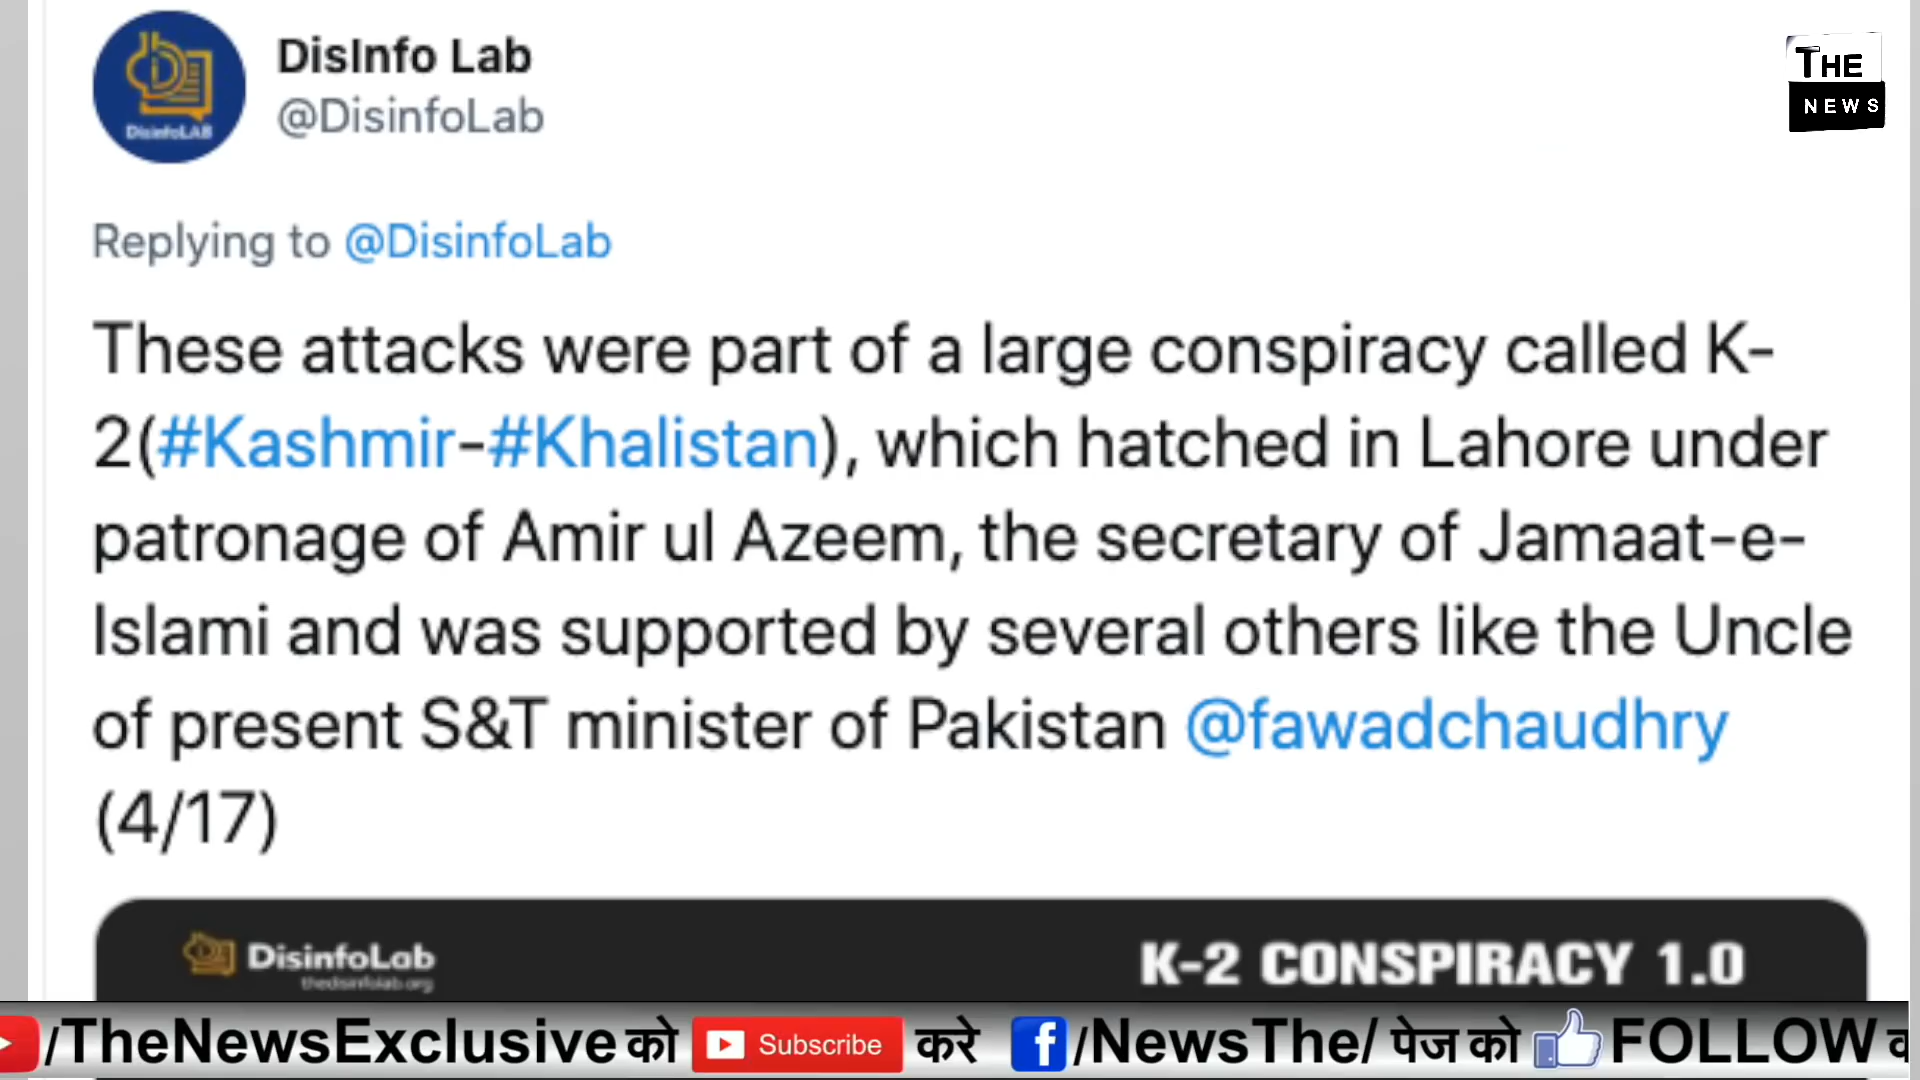 DisInfo Lab
@DisinfoLab
DisinfoLAB
THE
NEWS
Replying to @DisinfoLab
These attacks were part of a large conspiracy called K-
2(#Kashmir-#Khalistan), which hatched in Lahore under
patronage of Amir ul Azeem, the secretary of Jamaat-e-
Islami and was supported by several others like the Uncle
of present S&T minister of Pakistan @fawadchaudhry
(4/17)
DisinfoLab
thedisinfolab.org
K-2 CONSPIRACY 1.0
/TheNewsExclusive को Subscribe करे f/NewsThe/ पेज को FOLLOW